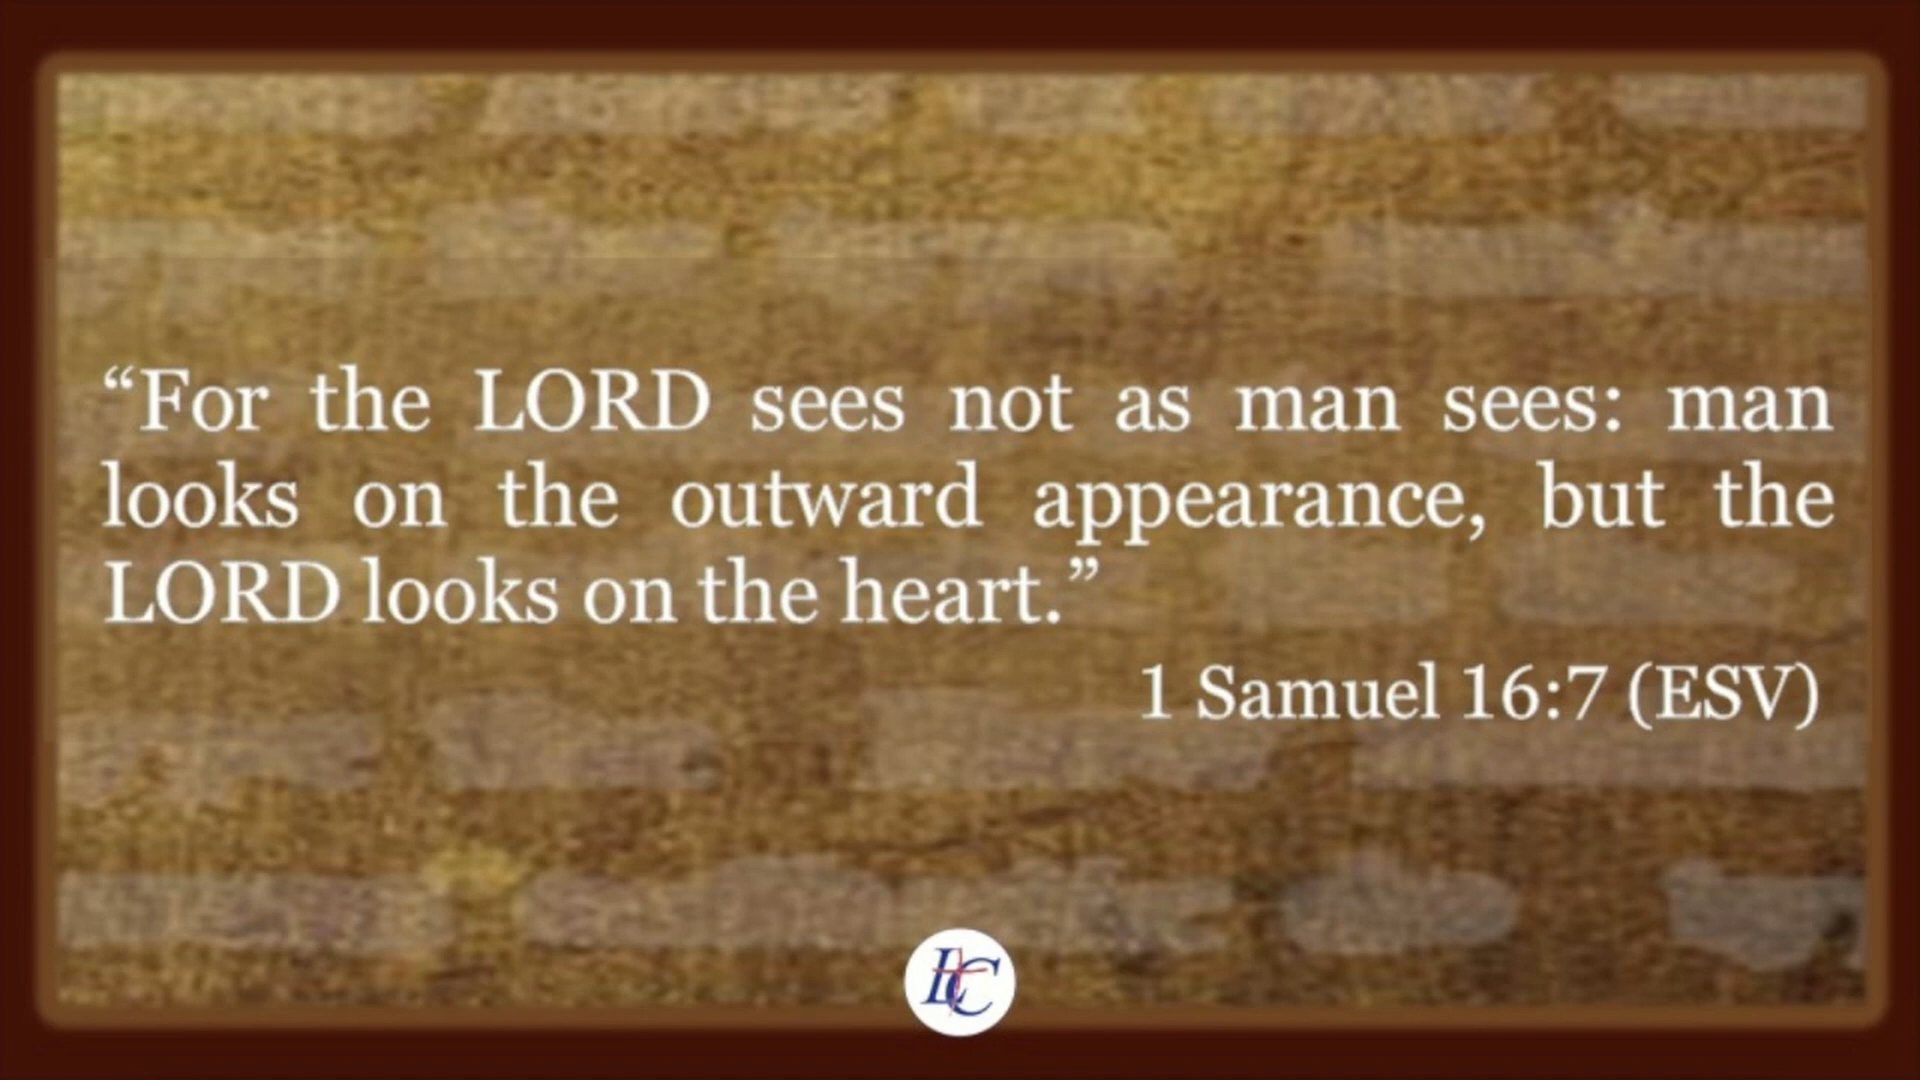 “For the LORD sees not as man sees: man
looks on the outward appearance, but the
LORD looks on the heart.”
1 Samuel 16:7 (ESV)
LC